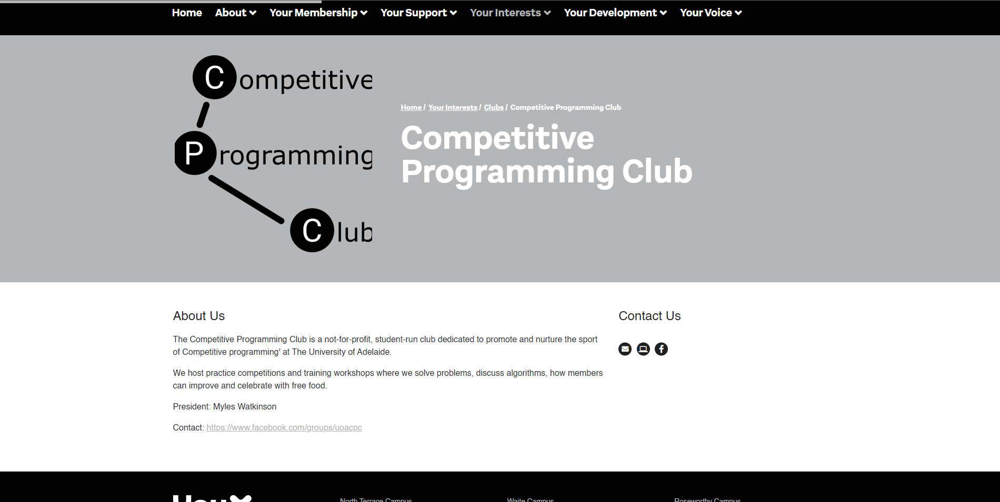 Home About Your Membership Your Support Your Interests Your Development Your Voice
Competitive
Programming
Club
Home / Your Interests / Clubs / Competitive Programming Club
Competitive
Programming Club
About Us
The Competitive Programming Club is a not-for-profit, student-run club dedicated to promote and nurture the sport
of Competitive programming' at The University of Adelaide.
We host practice competitions and training workshops where we solve problems, discuss algorithms, how members
can improve and celebrate with free food.
President: Myles Watkinson
Contact: https://www.facebook.com/groups/uoacpc
Contact Us
North Terrace Campus
Waite Campus
Roseworthy Campus